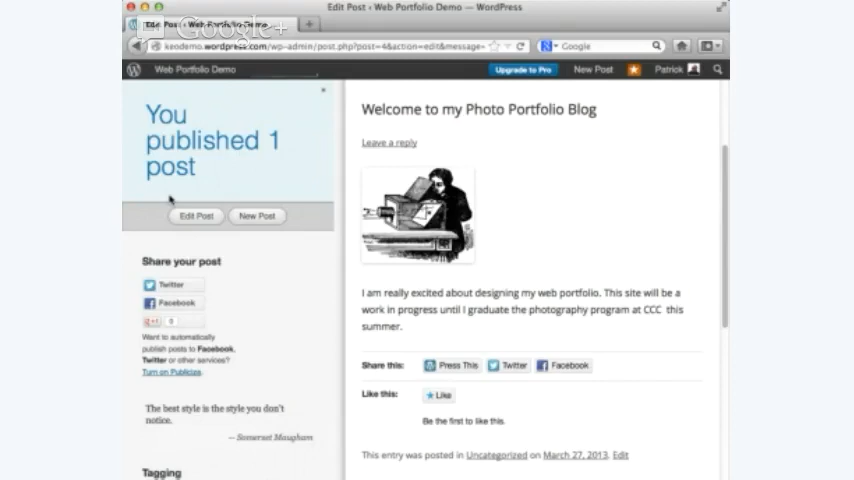 Edit Post ‹ Web Portfolio Demo — WordPress
Edit Post ‹ Web Portfolio Demo
Google+
keodemo.wordpress.com/wp-admin/post.php?post=4&action=edit&message=
Google
Web Portfolio Demo
Upgrade to Pro
New Post
Patrick
You
published 1
post
Edit Post
New Post
Share your post
Twitter
Facebook
+1 0
Want to automatically
publish posts to Facebook,
Twitter or other services?
Turn on Publicize.
The best style is the style you don't
notice.
-- Somerset Maugham
Tagging
Welcome to my Photo Portfolio Blog
Leave a reply
I am really excited about designing my web portfolio. This site will be a
work in progress until I graduate the photography program at CCC this
summer.
Share this: Press This Twitter Facebook
Like this: Like
Be the first to like this.
This entry was posted in Uncategorized on March 27, 2013. Edit